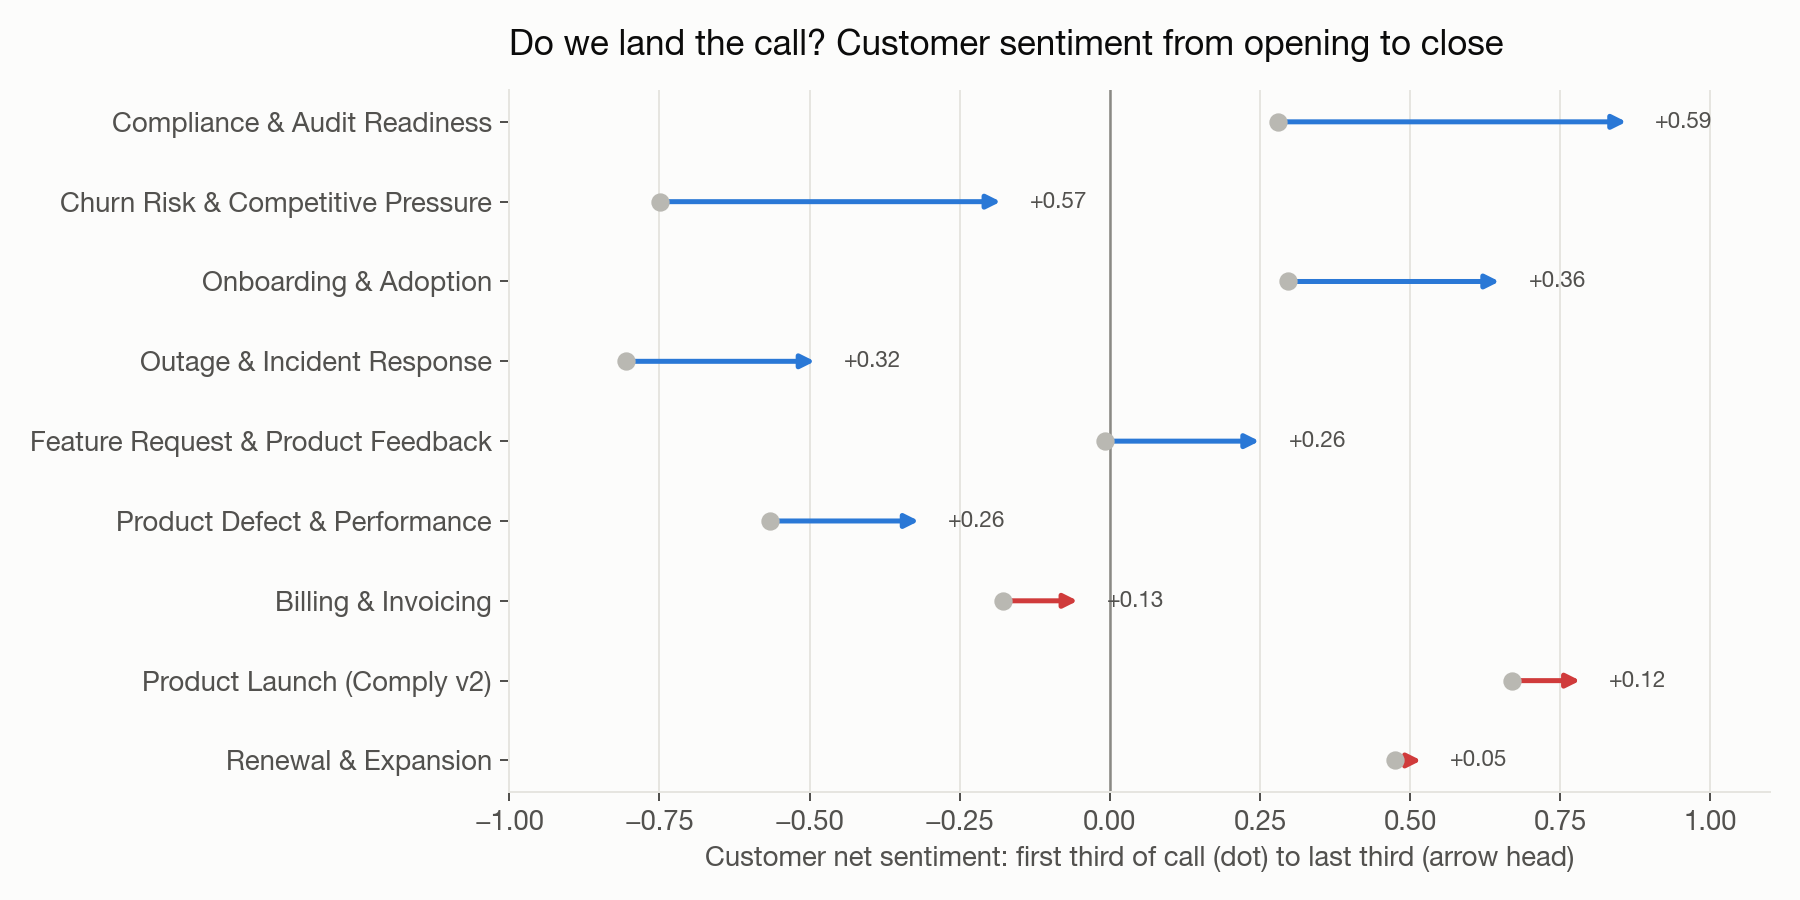 Do we land the call? Customer sentiment from opening to close
Compliance & Audit Readiness
+0.59
Churn Risk & Competitive Pressure
+0.57
Onboarding & Adoption
+0.36
Outage & Incident Response
+0.32
Feature Request & Product Feedback
+0.26
Product Defect & Performance
+0.26
Billing & Invoicing
+0.13
Product Launch (Comply v2)
+0.12
Renewal & Expansion
+0.05
−1.00 −0.75 −0.50 −0.25 0.00 0.25 0.50 0.75 1.00
Customer net sentiment: first third of call (dot) to last third (arrow head)